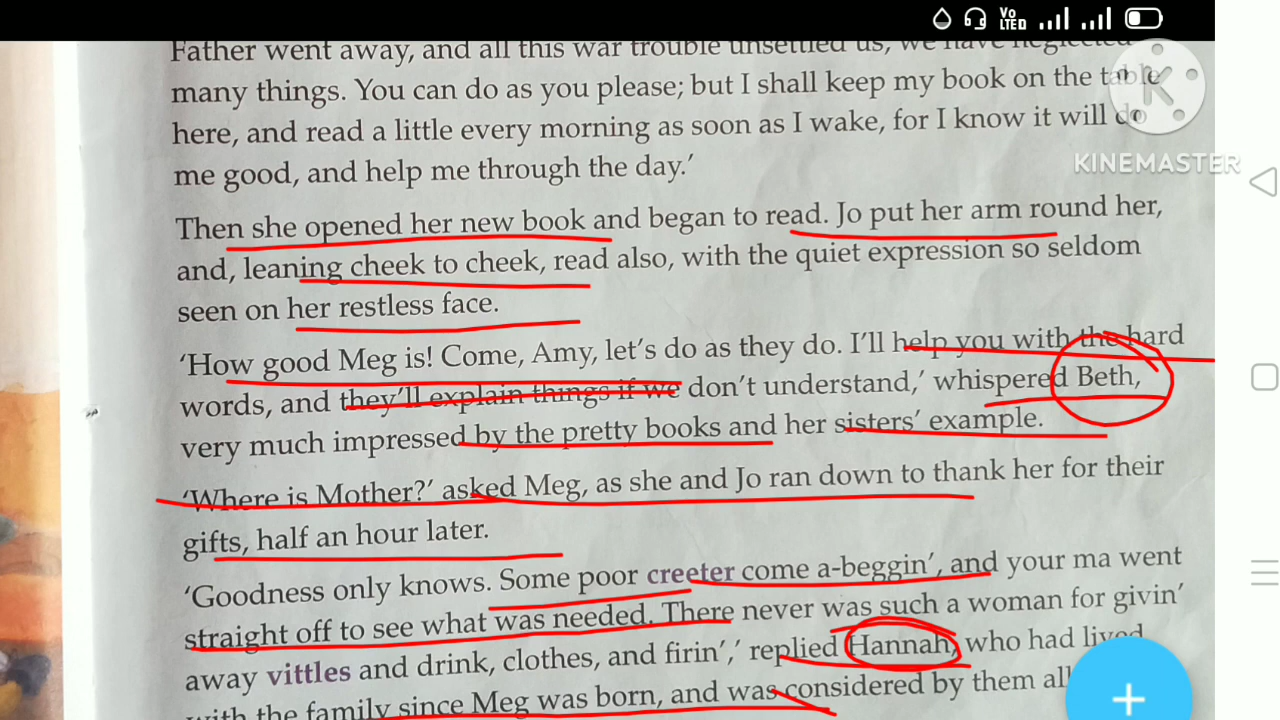 Vo
LTED
Father went away, and all this war trouble unsettled us, we have neglected
many things. You can do as you please; but I shall keep my book on the table
here, and read a little every morning as soon as I wake, for I know it will do
me good, and help me through the day.'
KINEMASTER
Then she opened her new book and began to read. Jo put her arm round her,
and, leaning cheek to cheek, read also, with the quiet expression so seldom
seen on her restless face.
'How good Meg is! Come, Amy, let's do as they do. I'll help you with the hard
words, and they'll explain things if we don't understand,' whispered Beth,
very much impressed by the pretty books and her sisters' example.
'Where is Mother?' asked Meg, as she and Jo ran down to thank her for their
gifts, half an hour later.
'Goodness only knows. Some poor creeter come a-beggin', and your ma went
straight off to see what was needed. There never was such a woman for givin'
away vittles and drink, clothes, and firin',' replied Hannah, who had lived
with the family since Meg was born, and was considered by them all